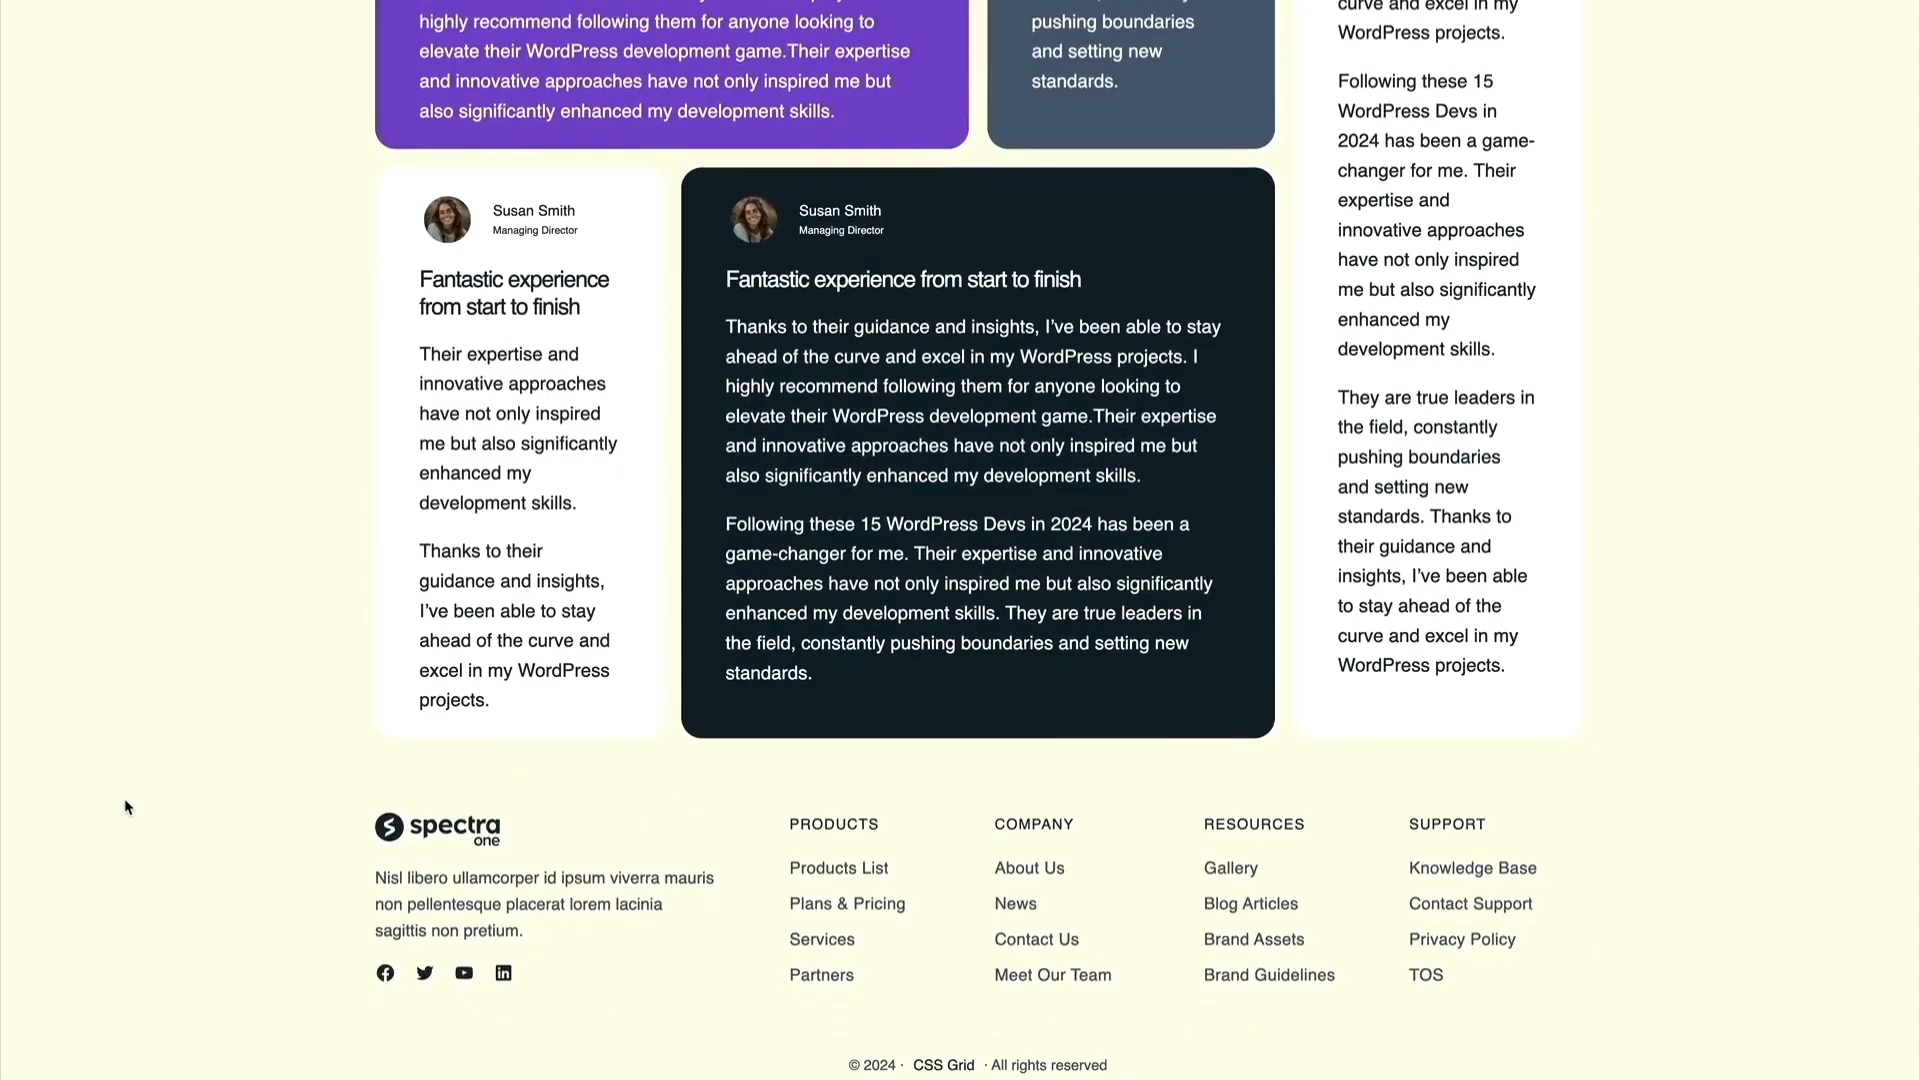 highly recommend following them for anyone looking to
elevate their WordPress development game.Their expertise
and innovative approaches have not only inspired me but
also significantly enhanced my development skills.
pushing boundaries
and setting new
standards.
curve and excel in my
WordPress projects.
Following these 15
WordPress Devs in
2024 has been a game-
changer for me. Their
expertise and
innovative approaches
have not only inspired
me but also significantly
enhanced my
development skills.
They are true leaders in
the field, constantly
pushing boundaries
and setting new
standards. Thanks to
their guidance and
insights, I’ve been able
to stay ahead of the
curve and excel in my
WordPress projects.
Susan Smith
Managing Director
Fantastic experience
from start to finish
Their expertise and
innovative approaches
have not only inspired
me but also significantly
enhanced my
development skills.
Thanks to their
guidance and insights,
I’ve been able to stay
ahead of the curve and
excel in my WordPress
projects.
Susan Smith
Managing Director
Fantastic experience from start to finish
Thanks to their guidance and insights, I’ve been able to stay
ahead of the curve and excel in my WordPress projects. I
highly recommend following them for anyone looking to
elevate their WordPress development game.Their expertise
and innovative approaches have not only inspired me but
also significantly enhanced my development skills.
Following these 15 WordPress Devs in 2024 has been a
game-changer for me. Their expertise and innovative
approaches have not only inspired me but also significantly
enhanced my development skills. They are true leaders in
the field, constantly pushing boundaries and setting new
standards.
spectra
one
Nisl libero ullamcorper id ipsum viverra mauris
non pellentesque placerat lorem lacinia
sagittis non pretium.
PRODUCTS
Products List
Plans & Pricing
Services
Partners
COMPANY
About Us
News
Contact Us
Meet Our Team
RESOURCES
Gallery
Blog Articles
Brand Assets
Brand Guidelines
SUPPORT
Knowledge Base
Contact Support
Privacy Policy
TOS
© 2024 · CSS Grid · All rights reserved